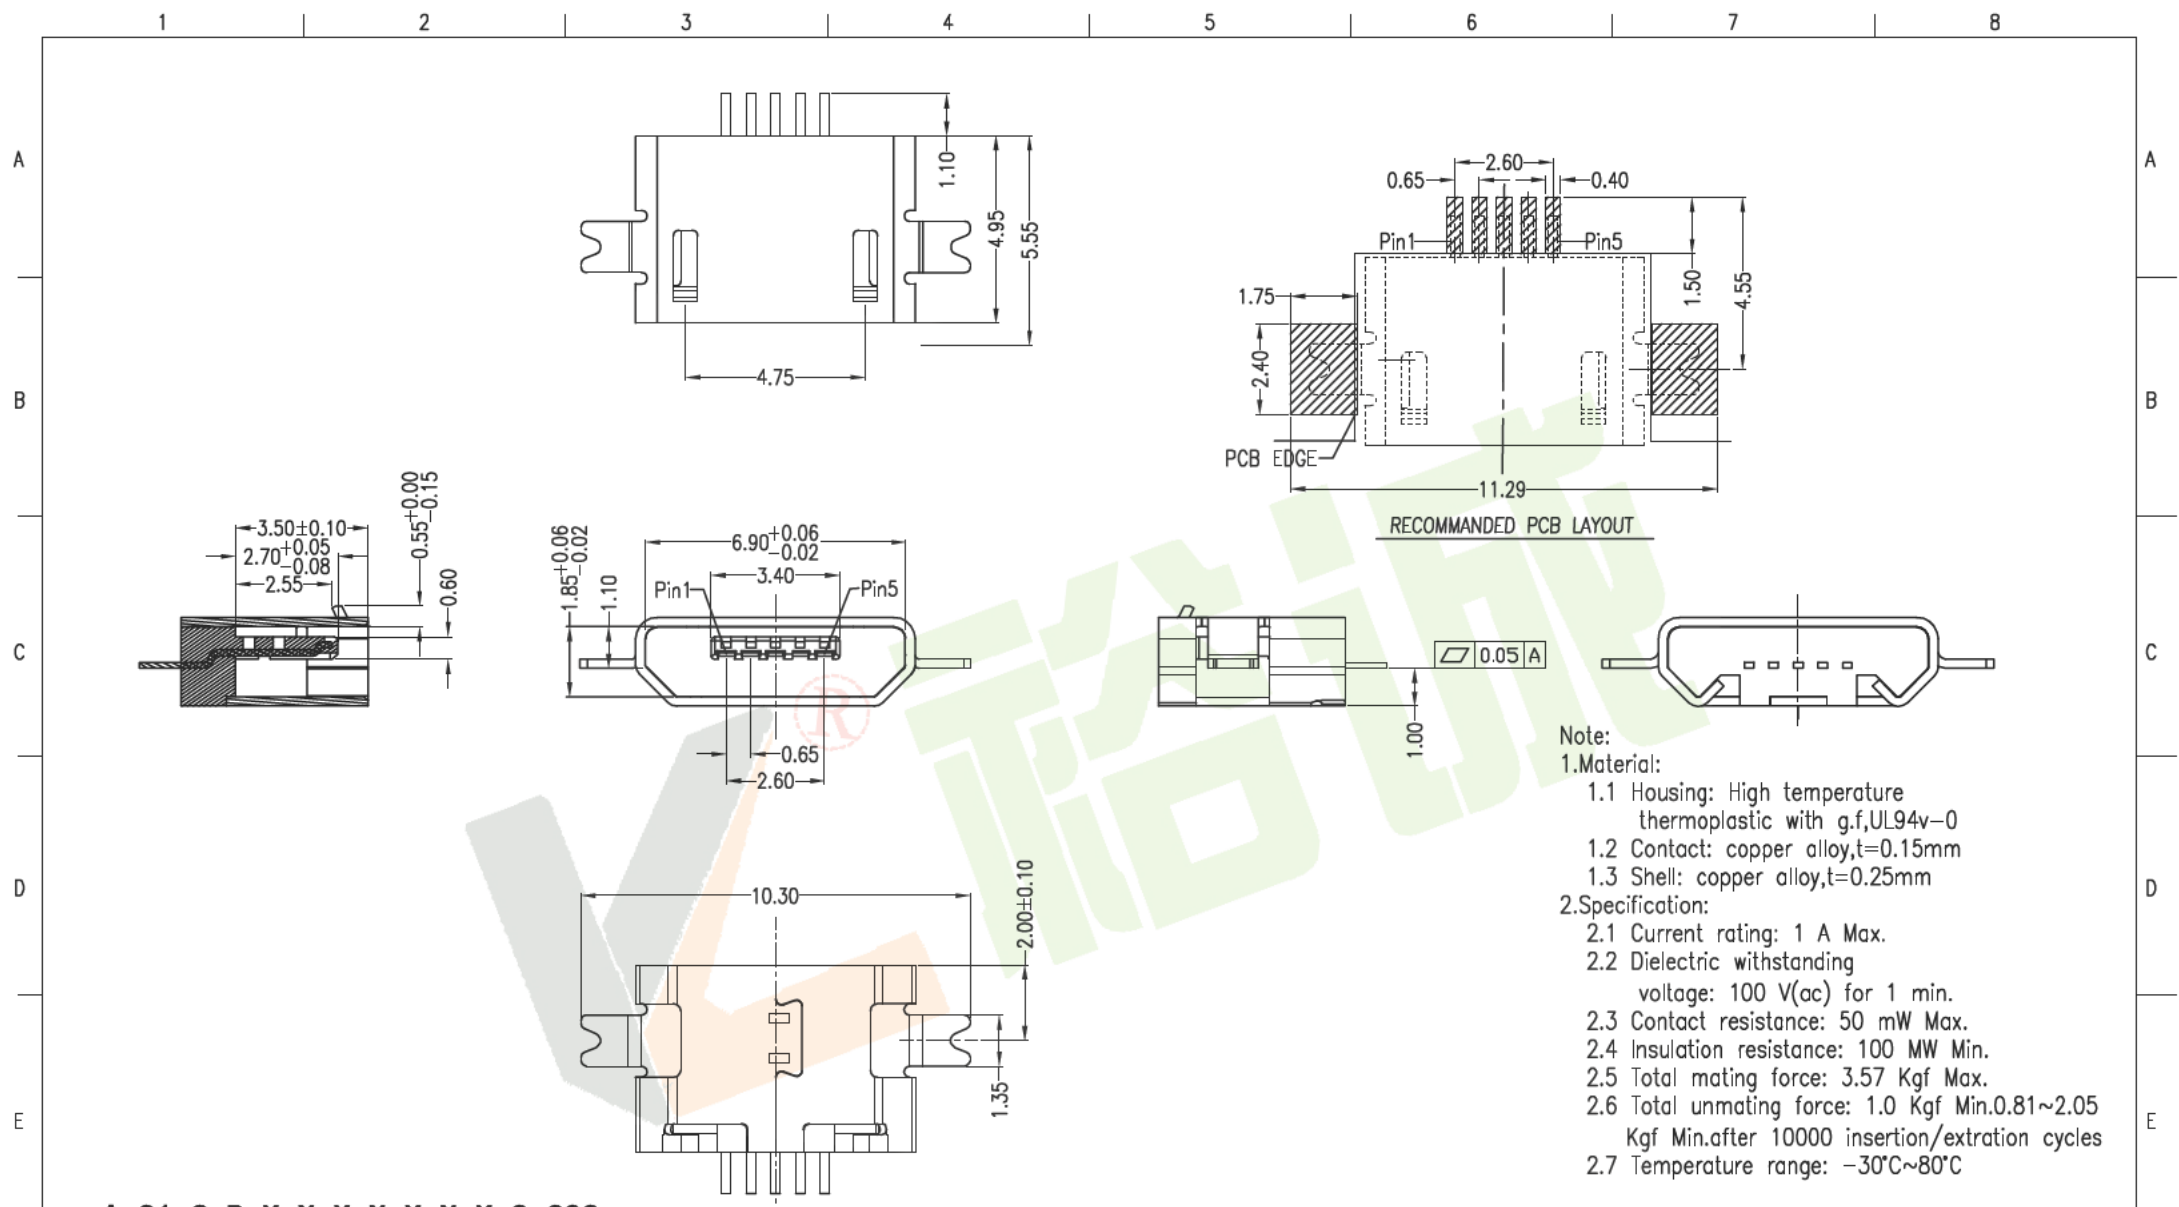 1 2 3 4 5 6 7 8
A
A
B
B
C
C
D
D
E
E
1.10
4.95
5.55
4.75
2.60
0.65
0.40
Pin1
Pin5
1.75
2.40
1.50
4.55
PCB EDGE
11.29
RECOMMANDED PCB LAYOUT
3.50±0.10
2.70+0.05
-0.08
2.55
0.55+0.00
-0.15
0.60
1.85+0.06
-0.02
1.10
6.90+0.06
-0.02
3.40
Pin1
Pin5
0.65
2.60
0.05 A
1.00
10.30
2.00±0.10
1.35
Note:
1.Material:
1.1 Housing: High temperature
thermoplastic with g.f,UL94v-0
1.2 Contact: copper alloy,t=0.15mm
1.3 Shell: copper alloy,t=0.25mm
2.Specification:
2.1 Current rating: 1 A Max.
2.2 Dielectric withstanding
voltage: 100 V(ac) for 1 min.
2.3 Contact resistance: 50 mW Max.
2.4 Insulation resistance: 100 MW Min.
2.5 Total mating force: 3.57 Kgf Max.
2.6 Total unmating force: 1.0 Kgf Min.0.81~2.05
Kgf Min.after 10000 insertion/extration cycles
2.7 Temperature range: -30°C~80°C
裕诚
®